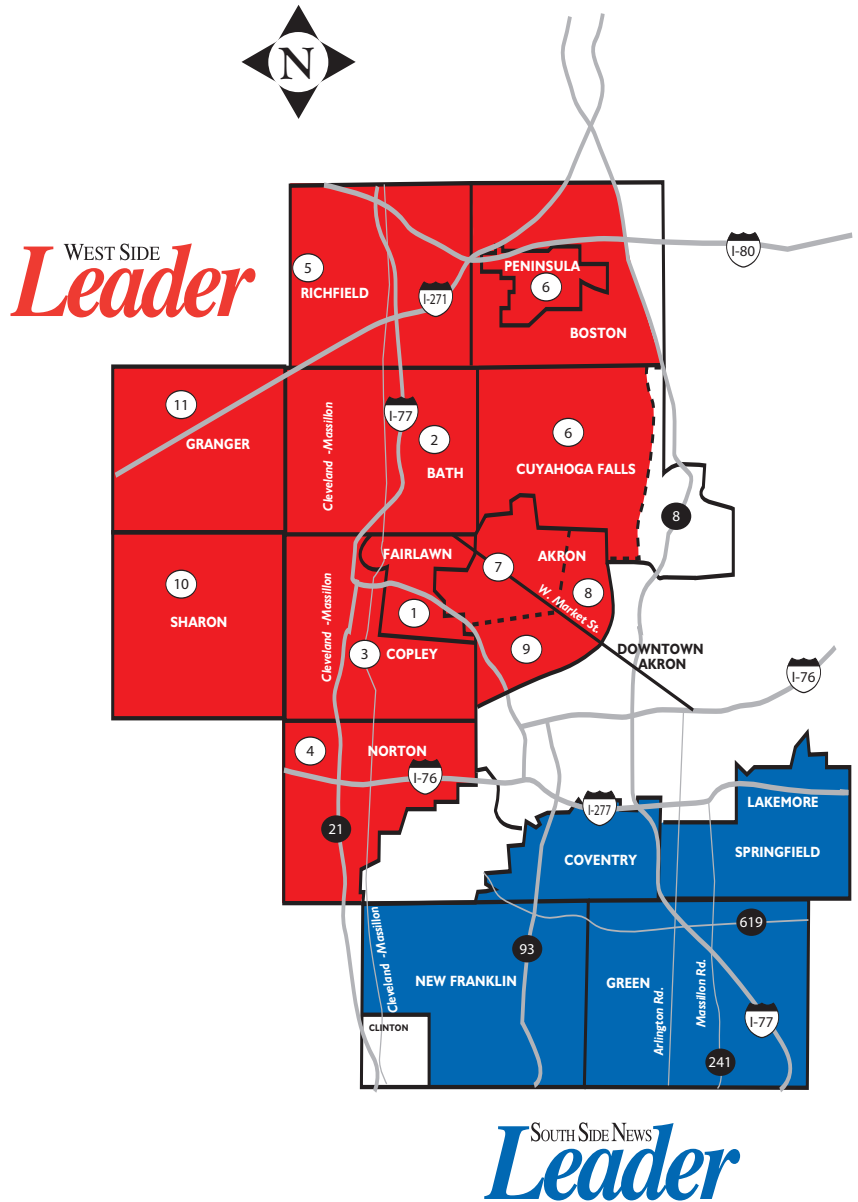 N
WEST SIDE
Leader
I-80
5
RICHFIELD
I-271
PENINSULA
6
BOSTON
11
GRANGER
Cleveland -Massillon
I-77
2
BATH
6
CUYAHOGA FALLS
8
10
SHARON
Cleveland -Massillon
FAIRLAWN
1
7
AKRON
8
W. Market St.
3
COPLEY
9
DOWNTOWN
AKRON
I-76
4
NORTON
I-76
21
I-277
LAKEMORE
COVENTRY
SPRINGFIELD
Cleveland -Massillon
NEW FRANKLIN
93
GREEN
619
Arlington Rd.
Massillon Rd.
I-77
CLINTON
241
SOUTH SIDE NEWS
Leader